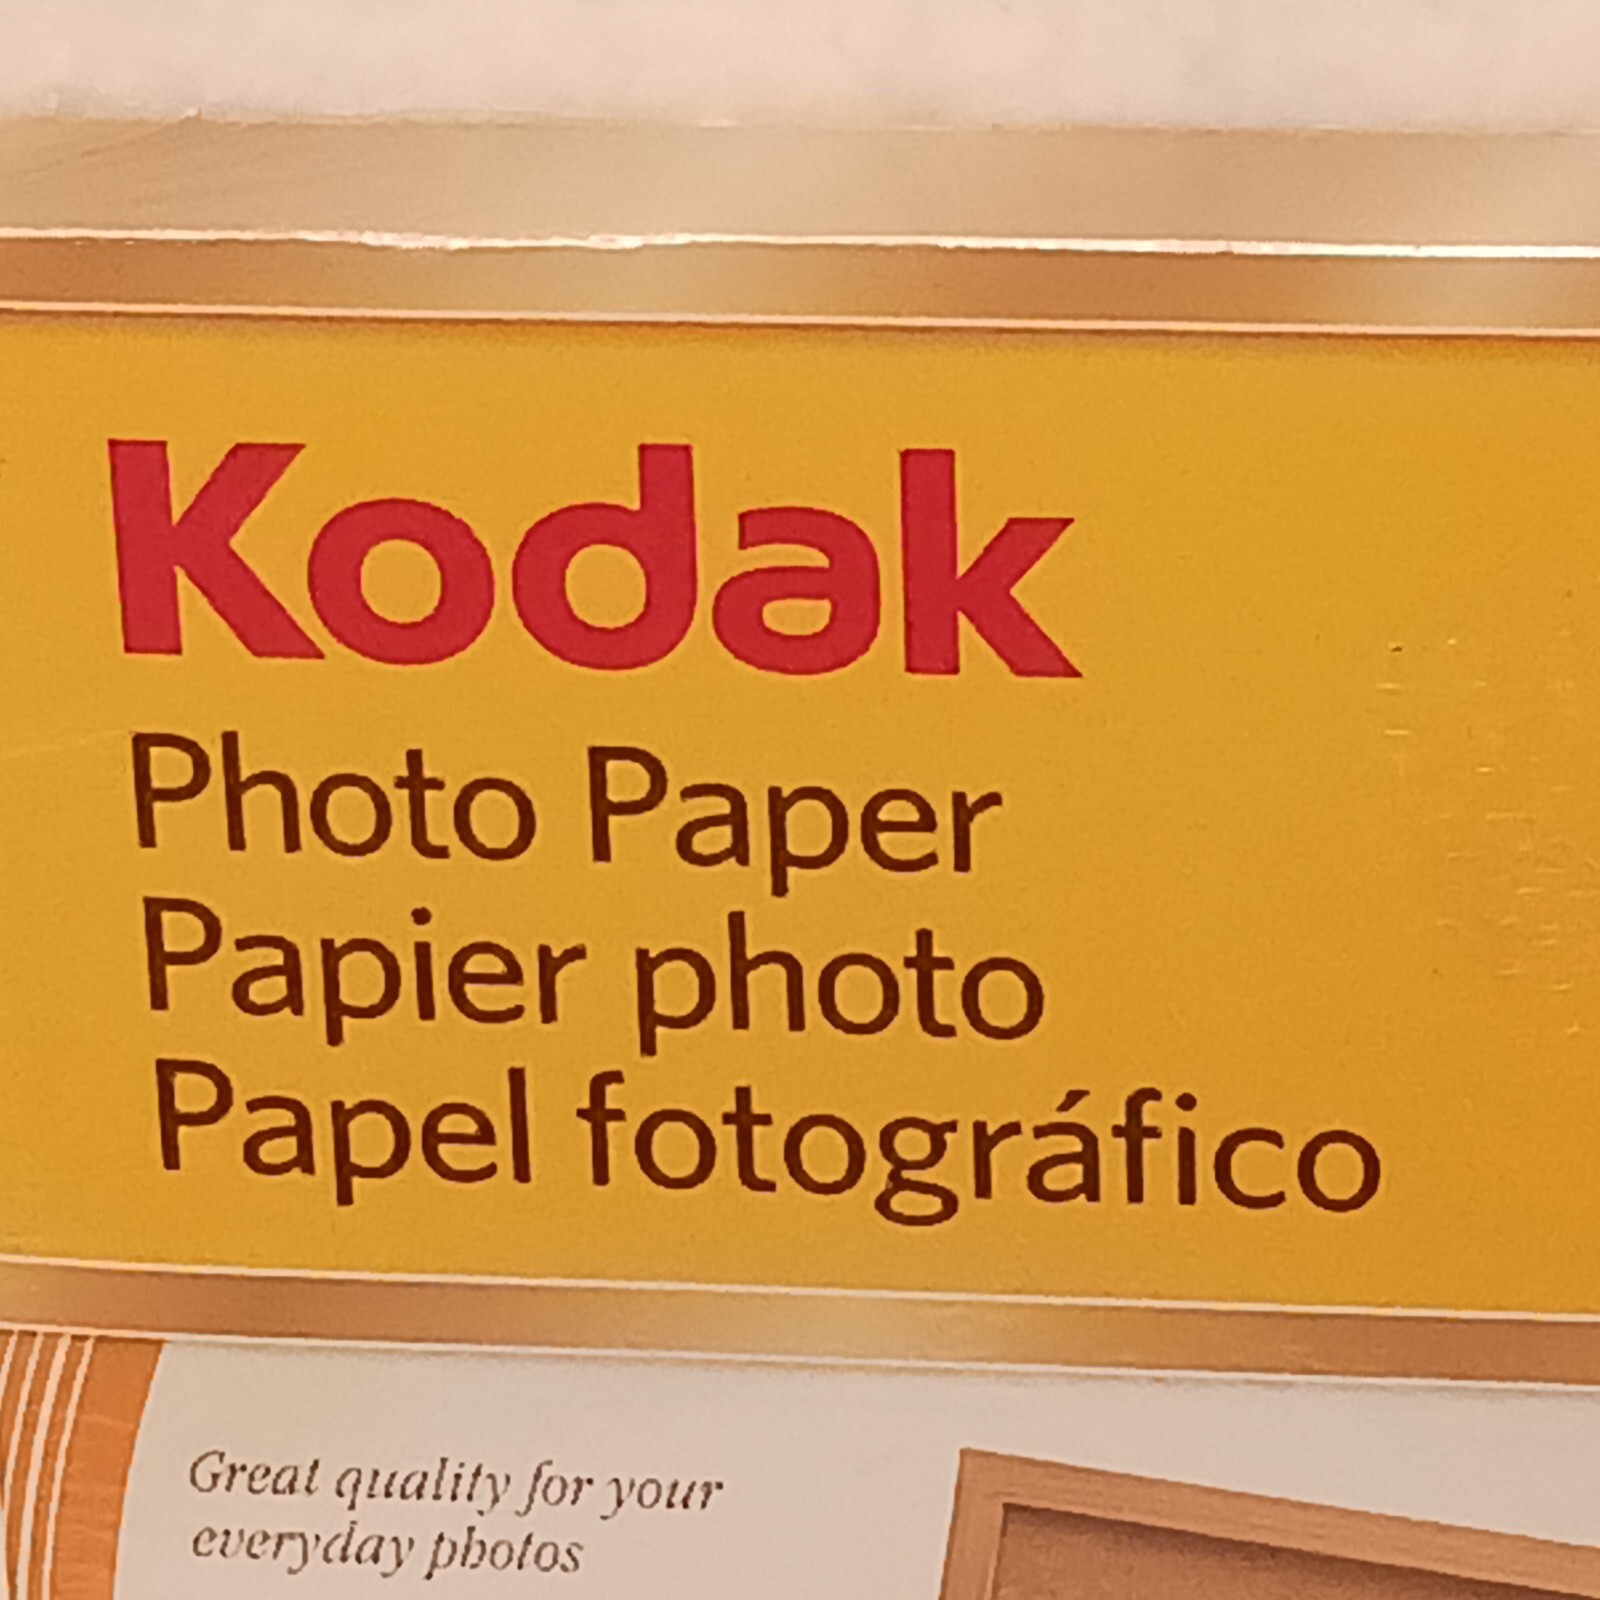 Kodak
Photo Paper
Papier photo
Papel fotográfico
Great quality for your
everyday photos